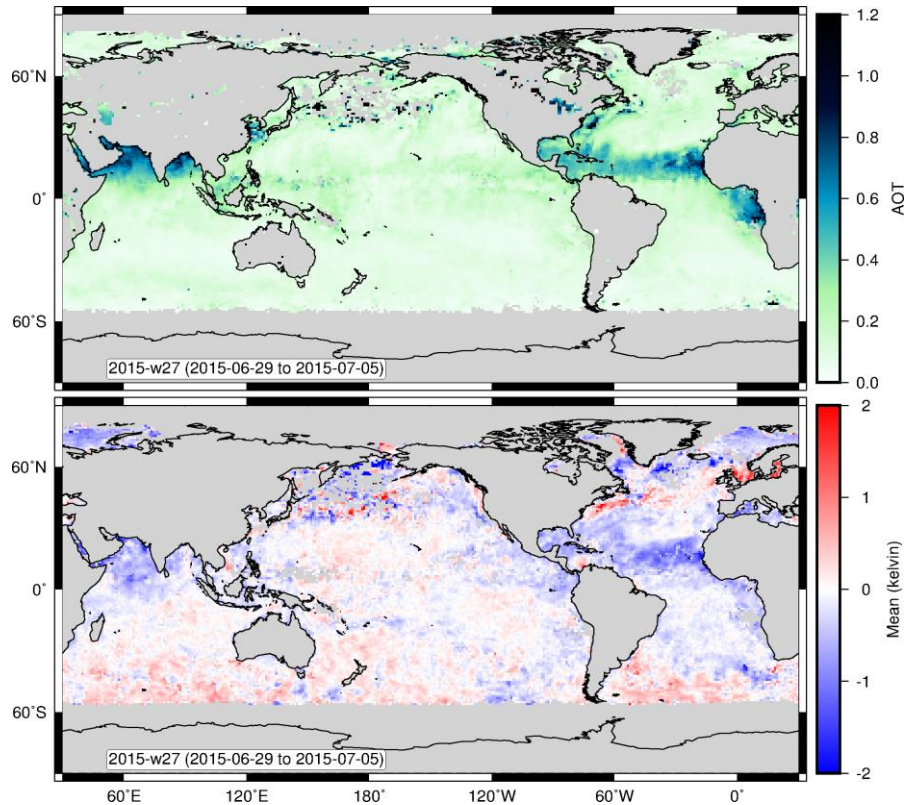 60˚N
0˚
60˚S
2015-w27 (2015-06-29 to 2015-07-05)
1.2
1.0
0.8
0.6
0.4
0.2
0.0
AOT
60˚N
0˚
60˚S
2015-w27 (2015-06-29 to 2015-07-05)
60˚E
120˚E
180˚
120˚W
60˚W
0˚
2
1
0
-1
-2
Mean (kelvin)